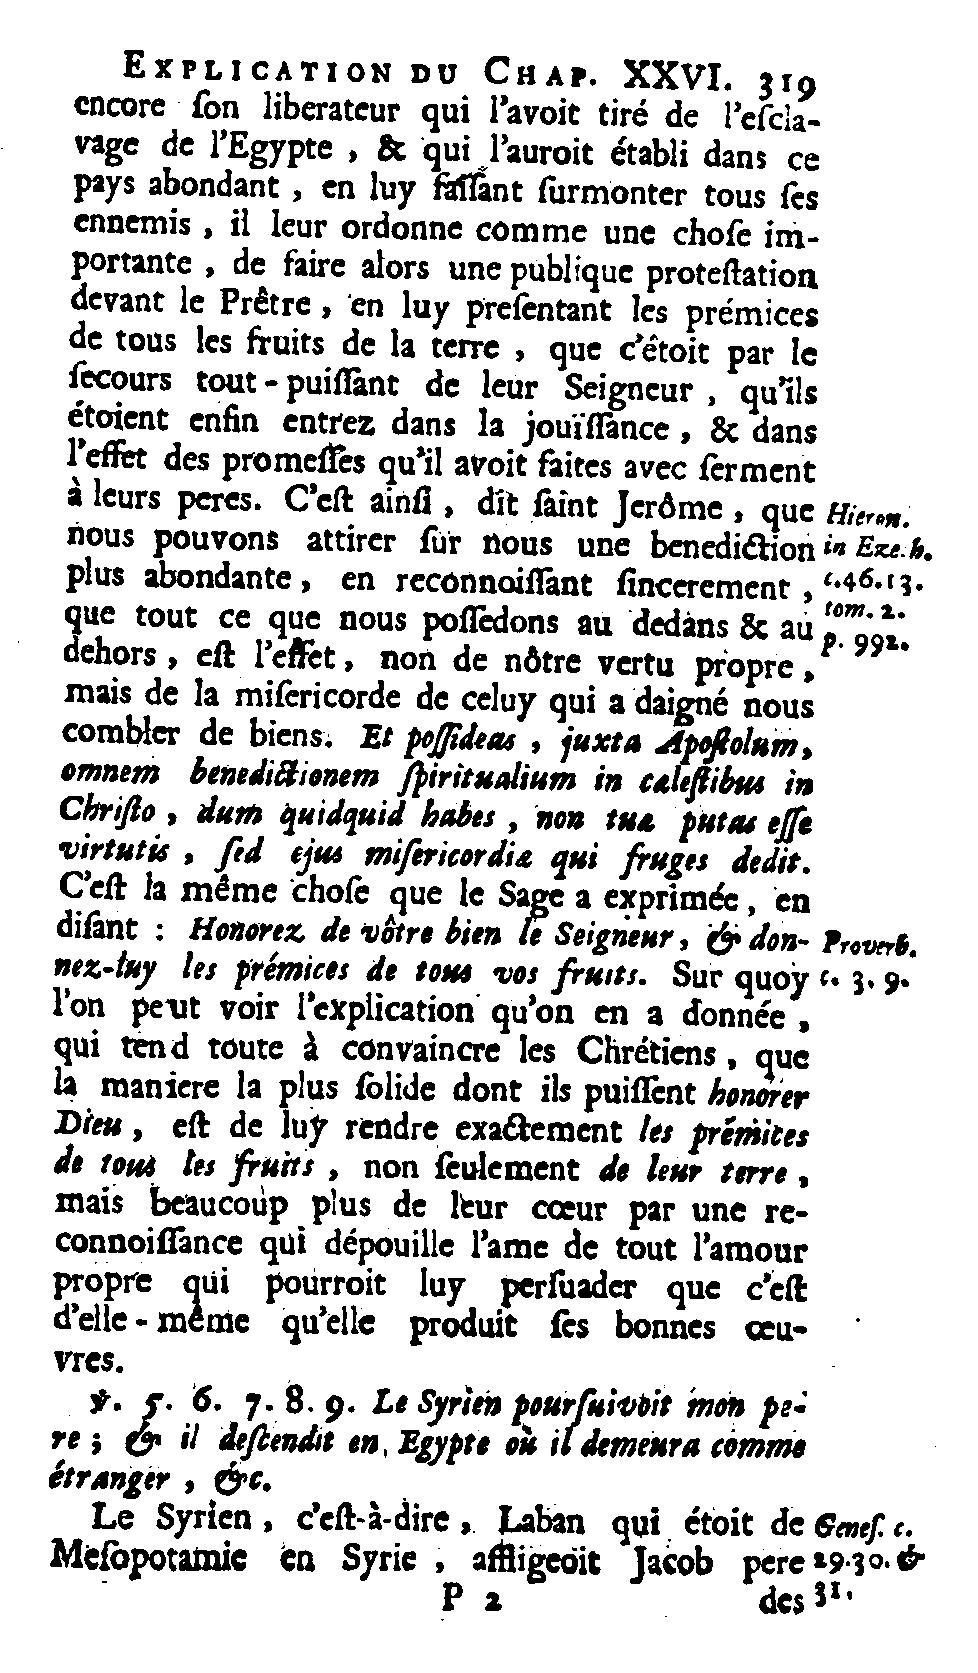 EXPLICATION DU CHAP. XXVI. 319
encore ſon liberateur qui l'avoit tiré de l'eſcla-
vage de l'Egypte, & qui l'auroit établi dans ce
pays abondant, en luy faſſant ſurmonter tous ſes
ennemis, il leur ordonne comme une choſe im-
portante, de faire alors une publique proteſtation
devant le Prêtre, en luy preſentant les prémices
de tous les fruits de la terre, que c'étoit par le
ſecours tout-puiſſant de leur Seigneur, qu'ils
étoient enfin entrez dans la jouïſſance, & dans
l'effet des promeſſes qu'il avoit faites avec ſerment
à leurs peres. C'eſt ainſi, dit ſaint Jerôme, que
nous pouvons attirer ſur nous une benediction
plus abondante, en reconnoiſſant ſincerement,
que tout ce que nous poſſedons au dedans & au
dehors, eſt l'effet, non de nôtre vertu propre,
mais de la miſericorde de celuy qui a daigné nous
combler de biens. Et poſſideas, juxta Apoſtolum,
omnem benedictionem ſpiritualium in cæleſtibus in
Chriſto, dum quidquid habes, non tuæ putas eſſe
virtutis, ſed ejus miſericordiæ qui fruges dedit.
C'eſt la même choſe que le Sage a exprimée, en
diſant : Honorez de vôtre bien le Seigneur, & don-
nez-luy les prémices de tous vos fruits. Sur quoy
l'on peut voir l'explication qu'on en a donnée,
qui tend toute à convaincre les Chrétiens, que
la maniere la plus ſolide dont ils puiſſent honorer
Dieu, eſt de luy rendre exactement les prémices
de tous les fruits, non ſeulement de leur terre,
mais beaucoup plus de leur cœur par une re-
connoiſſance qui dépouille l'ame de tout l'amour
propre qui pourroit luy perſuader que c'eſt
d'elle-même qu'elle produit ſes bonnes œu-
vres.
℣. 5. 6. 7. 8. 9. Le Syrien pourſuivoit mon pe-
re ; & il deſcendit en Egypte où il demeura comme
étranger, &c.
Le Syrien, c'eſt-à-dire, Laban qui étoit de
Meſopotamie en Syrie, affligeoit Jacob pere
P 2 des
Hieron.
in Eze.h.
c.46.13.
tom. 2.
p. 992.
Proverb.
c. 3. 9.
Geneſ. c.
29.30. &
31.